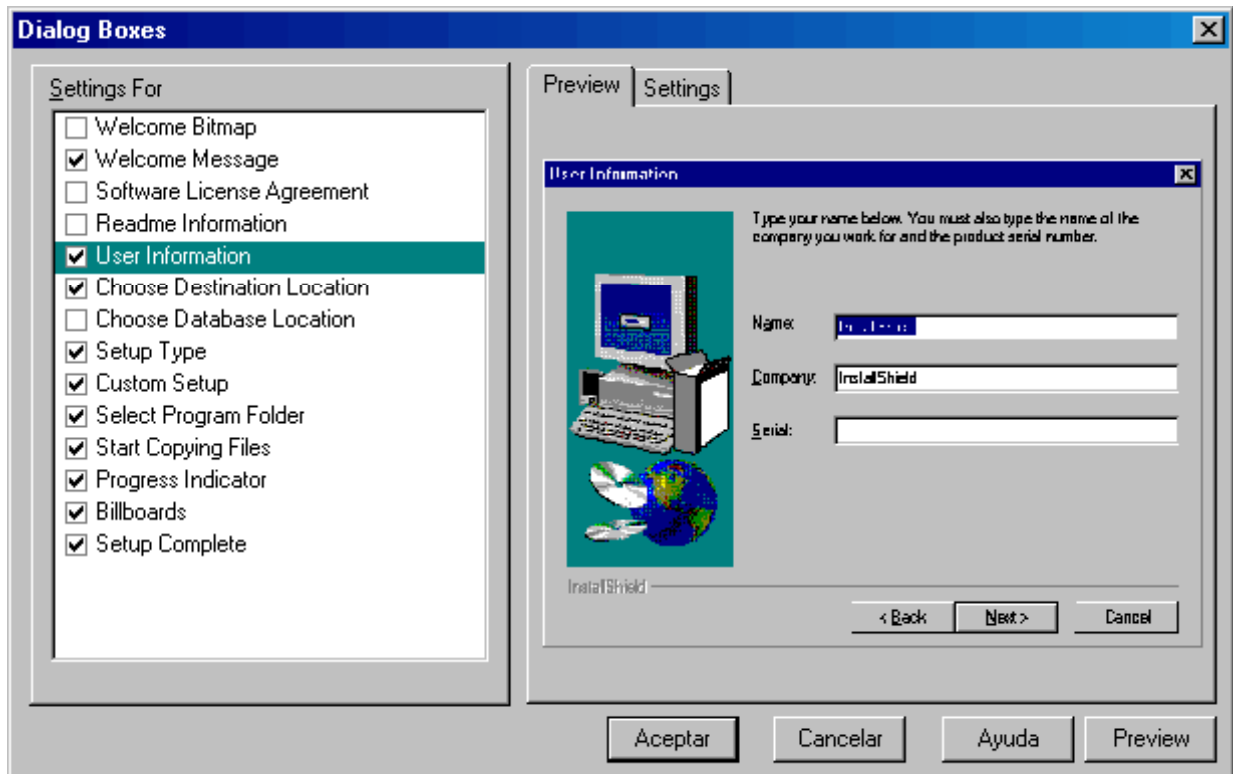 Dialog Boxes
Settings For
Welcome Bitmap
Welcome Message
Software License Agreement
Readme Information
User Information
Choose Destination Location
Choose Database Location
Setup Type
Custom Setup
Select Program Folder
Start Copying Files
Progress Indicator
Billboards
Setup Complete
Preview Settings
User Information
Type your name below. You must also type the name of the
company you work for and the product serial number.
Name:
Company: InstallShield
Serial:
InstallShield
< Back Next > Cancel
Aceptar Cancelar Ayuda Preview